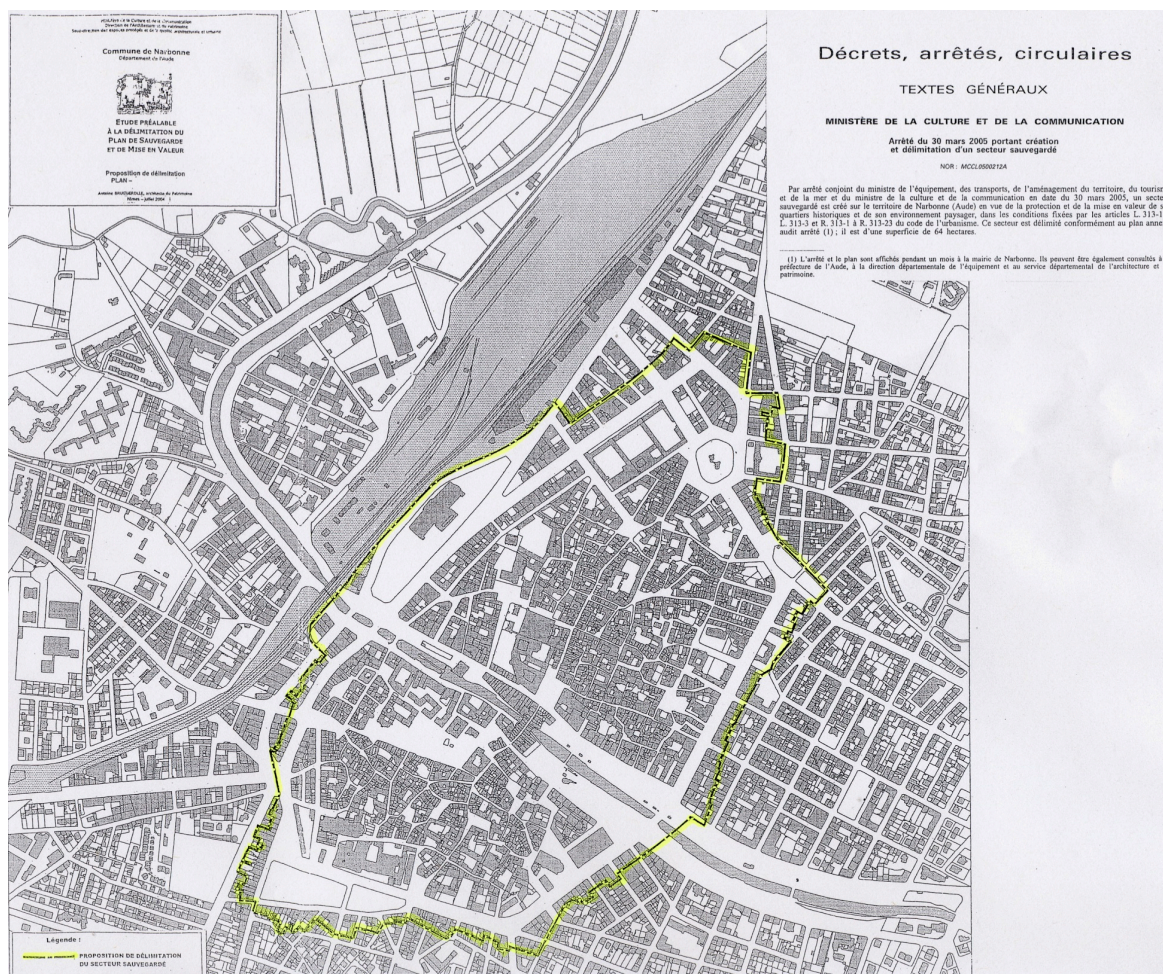 Commune de Narbonne
Département de l'Aude
ÉTUDE PRÉALABLE
À LA DÉLIMITATION DU
PLAN DE SAUVEGARDE
ET DE MISE EN VALEUR
Proposition de délimitation
PLAN –
Nîmes – juillet 2004
Décrets, arrêtés, circulaires
TEXTES GÉNÉRAUX
MINISTÈRE DE LA CULTURE ET DE LA COMMUNICATION
Arrêté du 30 mars 2005 portant création
et délimitation d'un secteur sauvegardé
NOR : MCCL0500212A
Par arrêté conjoint du ministre de l'équipement, des transports, de l'aménagement du territoire, du tourism
et de la mer et du ministre de la culture et de la communication en date du 30 mars 2005, un secte
sauvegardé est créé sur le territoire de Narbonne (Aude) en vue de la protection et de la mise en valeur de s
quartiers historiques et de son environnement paysager, dans les conditions fixées par les articles L. 313-1
L. 313-3 et R. 313-1 à R. 313-23 du code de l'urbanisme. Ce secteur est délimité conformément au plan anne
audit arrêté (1) ; il est d'une superficie de 64 hectares.
(1) L'arrêté et le plan sont affichés pendant un mois à la mairie de Narbonne. Ils peuvent être également consultés à
préfecture de l'Aude, à la direction départementale de l'équipement et au service départemental de l'architecture et
patrimoine.
Légende :
PROPOSITION DE DÉLIMITATION
DU SECTEUR SAUVEGARDÉ